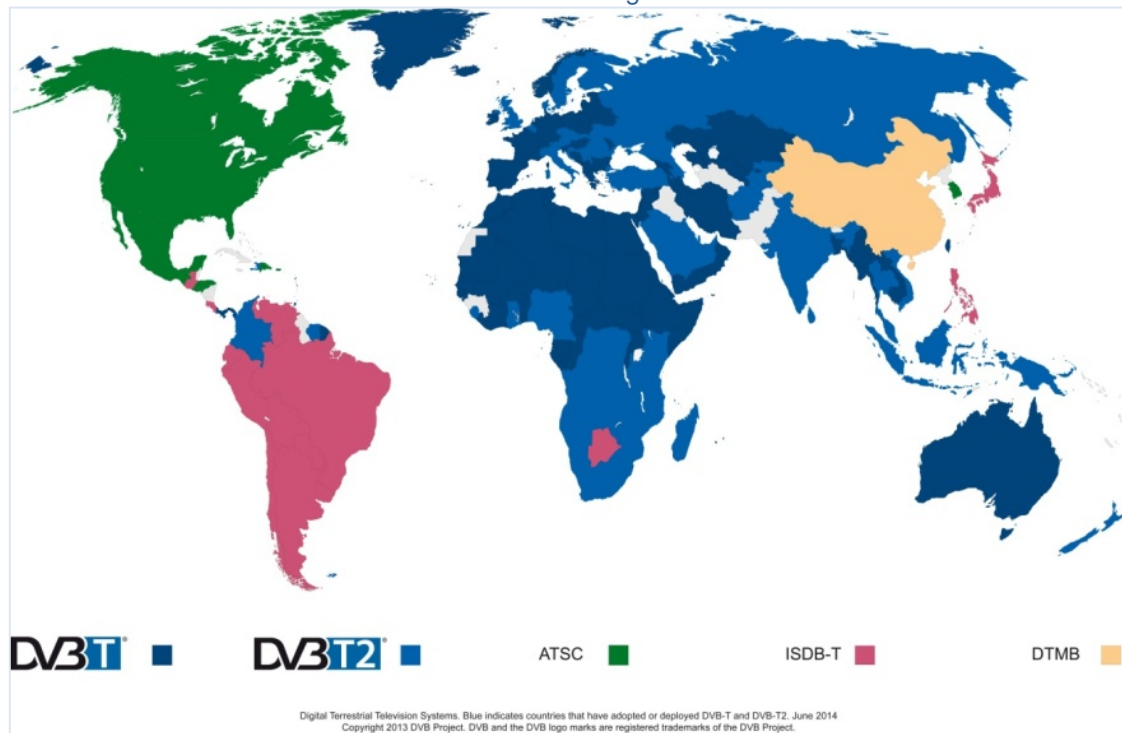 DVB T®
DVB T2®
ATSC
ISDB-T
DTMB
Digital Terrestrial Television Systems. Blue indicates countries that have adopted or deployed DVB-T and DVB-T2. June 2014
Copyright 2013 DVB Project. DVB and the DVB logo marks are registered trademarks of the DVB Project.